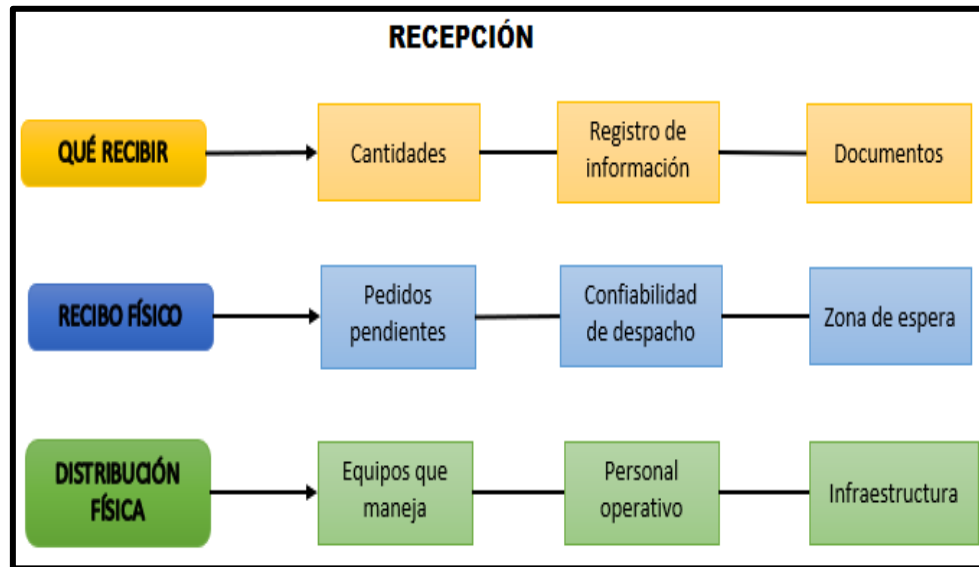 RECEPCIÓN
QUÉ RECIBIR
Cantidades
Registro de
información
Documentos
RECIBO FÍSICO
Pedidos
pendientes
Confiabilidad
de despacho
Zona de espera
DISTRIBUCIÓN
FÍSICA
Equipos que
maneja
Personal
operativo
Infraestructura